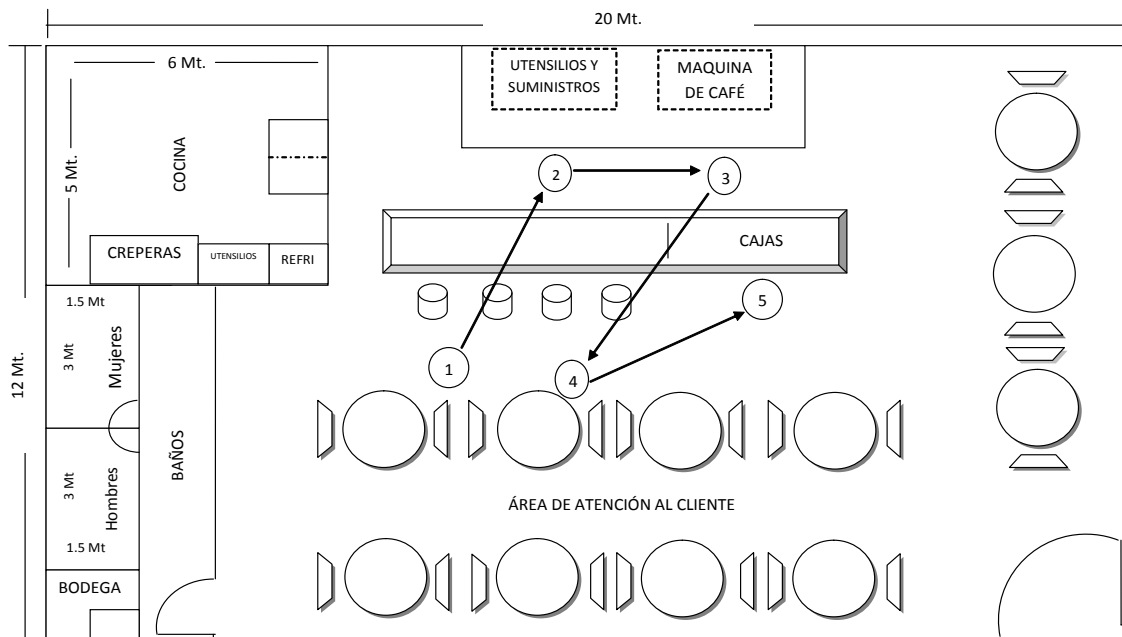 20 Mt.
6 Mt.
UTENSILIOS Y
SUMINISTROS
MAQUINA
DE CAFÉ
5 Mt.
COCINA
2
3
CREPERAS
UTENSILIOS
REFRI
CAJAS
1.5 Mt
5
3 Mt
Mujeres
1
4
12 Mt.
BAÑOS
3 Mt
Hombres
ÁREA DE ATENCIÓN AL CLIENTE
1.5 Mt
BODEGA